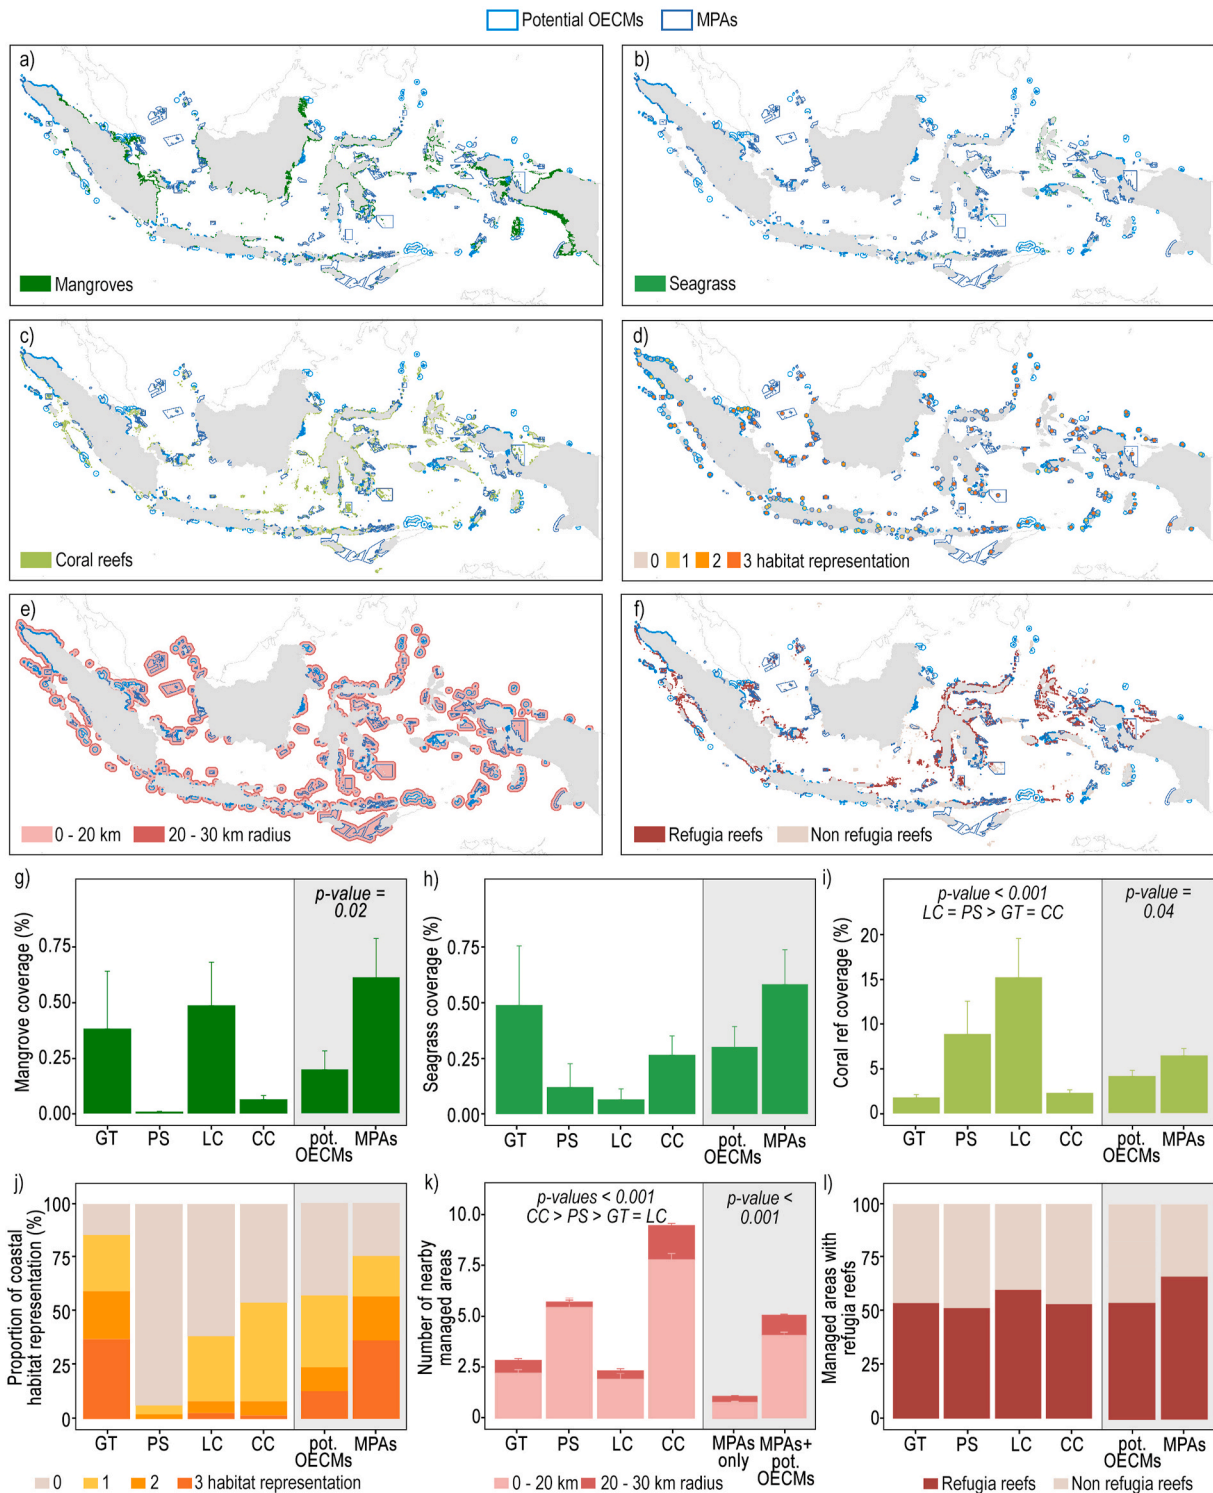 Potential OECMs MPAs
a)
Mangroves
b)
Seagrass
c)
Coral reefs
d)
0 1 2 3 habitat representation
e)
0 - 20 km 20 - 30 km radius
f)
Refugia reefs Non refugia reefs
g)
Mangrove coverage (%)
0.75
0.50
0.25
0.00
p-value =
0.02
GT PS LC CC pot. OECMs MPAs
h)
Seagrass coverage (%)
0.75
0.50
0.25
0.00
GT PS LC CC pot. OECMs MPAs
i)
Coral ref coverage (%)
20
15
10
5
0
p-value < 0.001
LC = PS > GT = CC
p-value =
0.04
GT PS LC CC pot. OECMs MPAs
j)
Proportion of coastal
habitat representation (%)
100
75
50
25
0
GT PS LC CC pot. OECMs MPAs
0 1 2 3 habitat representation
k)
Number of nearby
managed areas
10.0
7.5
5.0
2.5
0
p-values < 0.001
CC > PS > GT = LC
p-value <
0.001
GT PS LC CC MPAs only MPAs+ pot. OECMs
0 - 20 km 20 - 30 km radius
l)
Managed areas with
refugia reefs
100
75
50
25
0
GT PS LC CC pot. OECMs MPAs
Refugia reefs Non refugia reefs